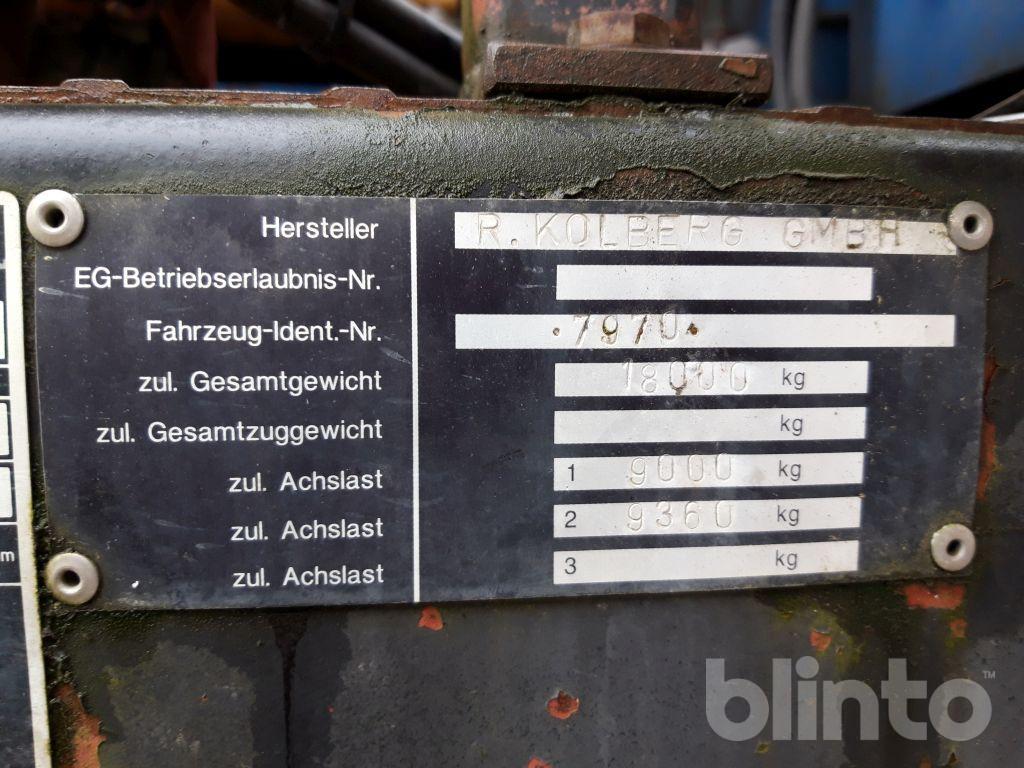 Hersteller R. KOLBERG GMBH
EG-Betriebserlaubnis-Nr.
Fahrzeug-Ident.-Nr. ·7970·
zul. Gesamtgewicht 18000 kg
zul. Gesamtzuggewicht kg
zul. Achslast 1 9000 kg
zul. Achslast 2 9360 kg
zul. Achslast 3 kg
m
blinto™